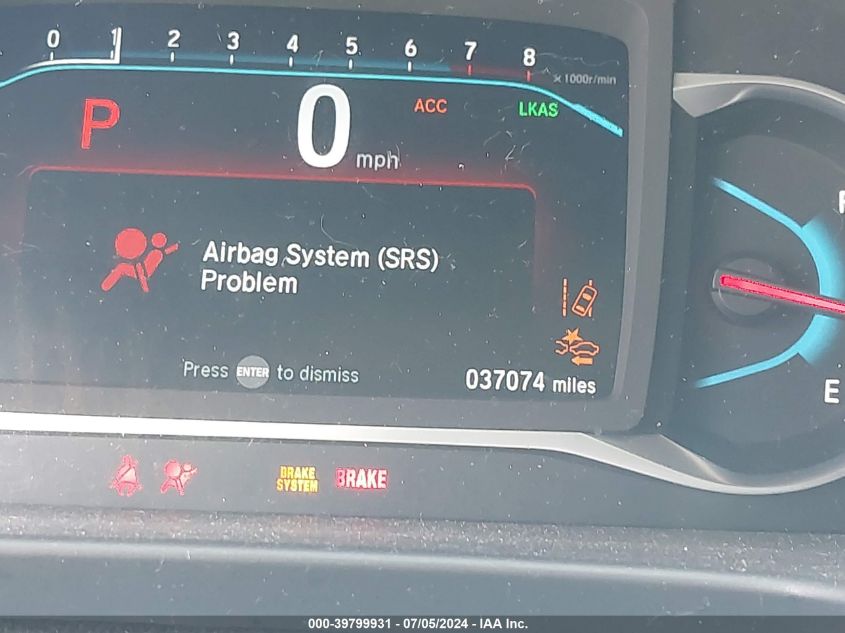 0 1 2 3 4 5 6 7 8
x1000r/min
P 0 mph ACC LKAS
Airbag System (SRS)
Problem
Press ENTER to dismiss
037074 miles
E
BRAKE
SYSTEM
BRAKE
000-39799931 - 07/05/2024 - IAA Inc.